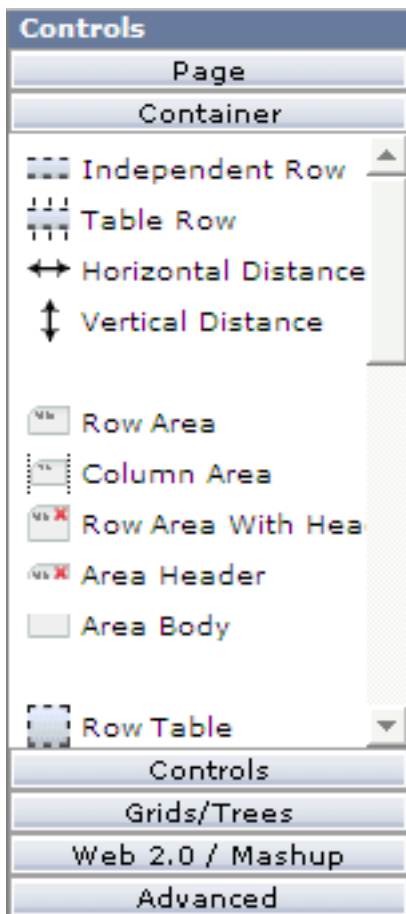 Controls
Page
Container
Independent Row
Table Row
Horizontal Distance
Vertical Distance
Row Area
Column Area
Row Area With Hea
Area Header
Area Body
Row Table
Controls
Grids/Trees
Web 2.0 / Mashup
Advanced